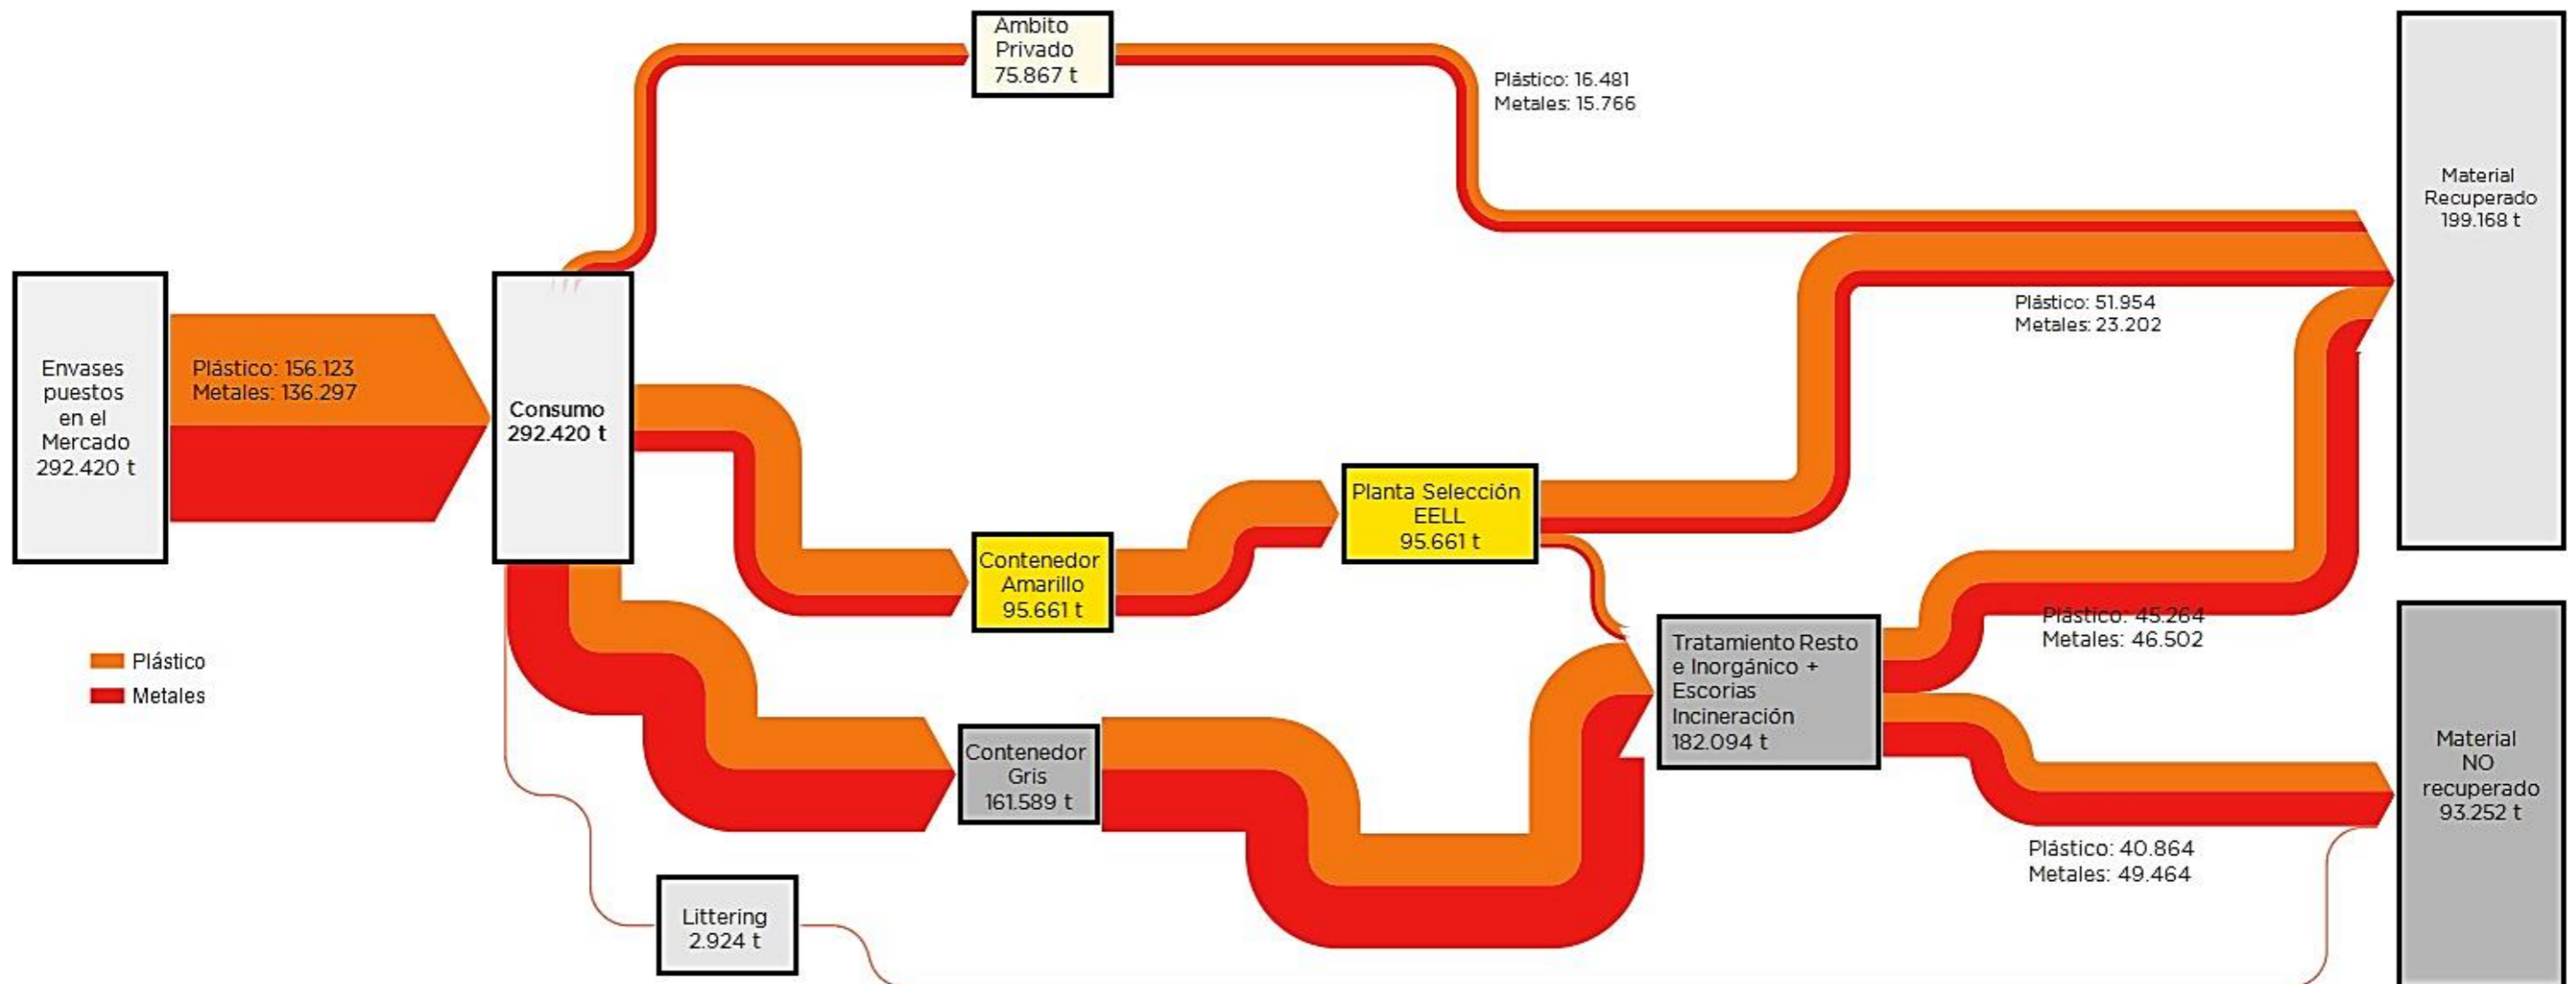 Ambito
Privado
75.867 t
Plástico: 16.481
Metales: 15.766
Material
Recuperado
199.168 t
Envases
puestos
en el
Mercado
292.420 t
Plástico: 156.123
Metales: 136.297
Consumo
292.420 t
Plástico: 51.954
Metales: 23.202
Planta Selección
EELL
95.661 t
Contenedor
Amarillo
95.661 t
Plástico
Metales
Tratamiento Resto
e Inorgánico +
Escorias
Incineración
182.094 t
Plástico: 45.264
Metales: 46.502
Contenedor
Gris
161.589 t
Material
NO
recuperado
93.252 t
Plástico: 40.864
Metales: 49.464
Littering
2.924 t